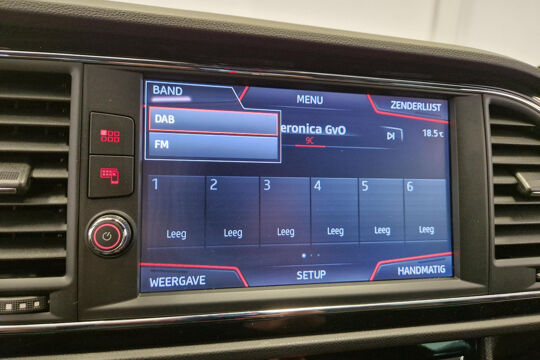 BAND
MENU
ZENDERLIJST
DAB
eronica GvO
18.5°C
9C
FM
1 2 3 4 5 6
Leeg Leeg Leeg Leeg Leeg Leeg
WEERGAVE
SETUP
HANDMATIG